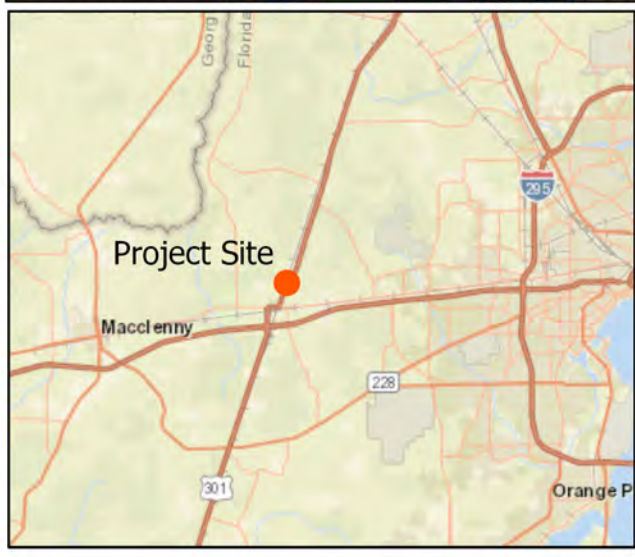 Georg
Florida
295
Project Site
Macclenny
228
301
Orange P